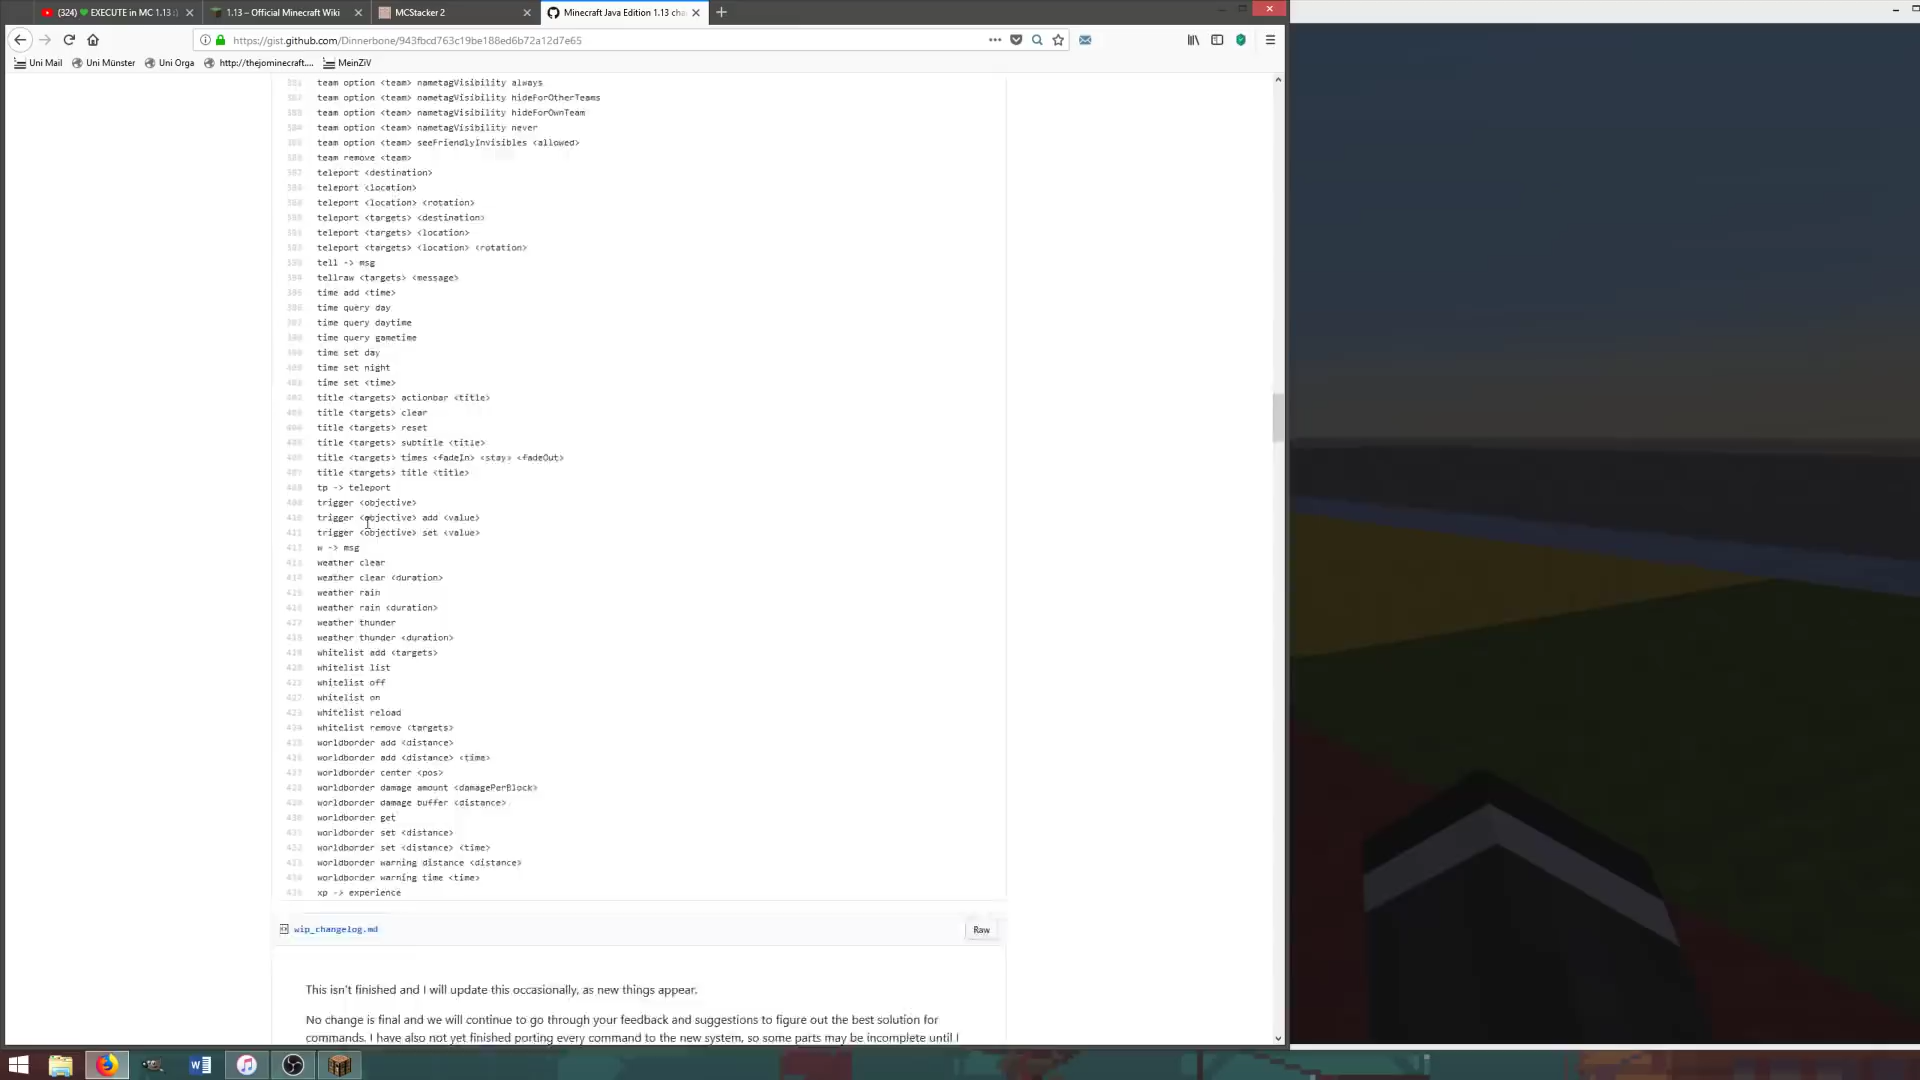 (324) EXECUTE in MC 1.13 :)
1.13 – Official Minecraft Wiki
MCStacker 2
Minecraft Java Edition 1.13 cha
https://gist.github.com/Dinnerbone/943fbcd763c19be188ed6b72a12d7e65
Uni Mail
Uni Münster
Uni Orga
http://thejominecraft....
MeinZiV
team option <team> nametagVisibility always
team option <team> nametagVisibility hideForOtherTeams
team option <team> nametagVisibility hideForOwnTeam
team option <team> nametagVisibility never
team option <team> seeFriendlyInvisibles <allowed>
team remove <team>
teleport <destination>
teleport <location>
teleport <location> <rotation>
teleport <targets> <destination>
teleport <targets> <location>
teleport <targets> <location> <rotation>
tell -> msg
tellraw <targets> <message>
time add <time>
time query day
time query daytime
time query gametime
time set day
time set night
time set <time>
title <targets> actionbar <title>
title <targets> clear
title <targets> reset
title <targets> subtitle <title>
title <targets> times <fadeIn> <stay> <fadeOut>
title <targets> title <title>
tp -> teleport
trigger <objective>
410 trigger <objective> add <value>
411 trigger <objective> set <value>
w -> msg
weather clear
weather clear <duration>
weather rain
weather rain <duration>
weather thunder
weather thunder <duration>
whitelist add <targets>
whitelist list
whitelist off
whitelist on
whitelist reload
whitelist remove <targets>
worldborder add <distance>
worldborder add <distance> <time>
worldborder center <pos>
worldborder damage amount <damagePerBlock>
worldborder damage buffer <distance>
worldborder get
worldborder set <distance>
worldborder set <distance> <time>
worldborder warning distance <distance>
worldborder warning time <time>
xp -> experience
wip_changelog.md
Raw
This isn't finished and I will update this occasionally, as new things appear.
No change is final and we will continue to go through your feedback and suggestions to figure out the best solution for
commands. I have also not yet finished porting every command to the new system, so some parts may be incomplete until I